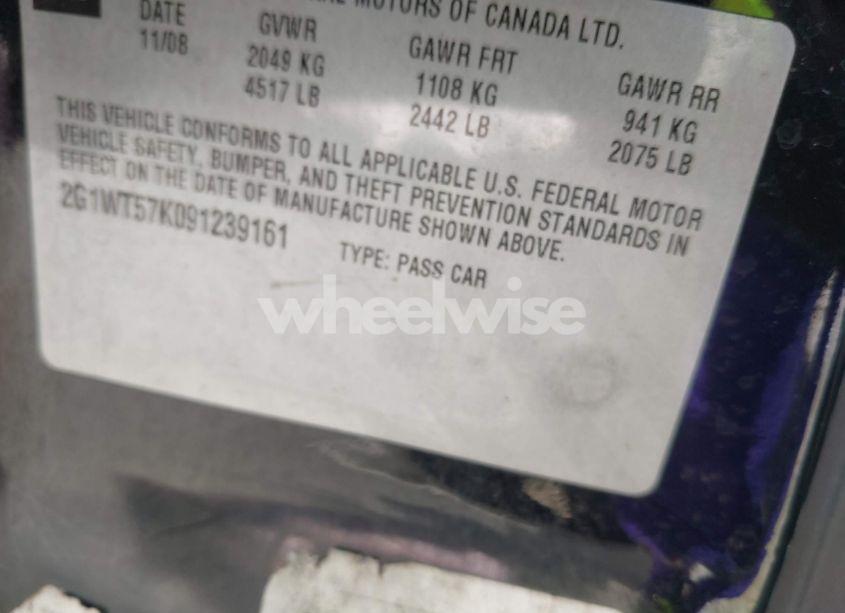 MOTORS OF CANADA LTD.
DATE GVWR GAWR FRT GAWR RR
11/08 2049 KG 1108 KG 941 KG
4517 LB 2442 LB 2075 LB
THIS VEHICLE CONFORMS TO ALL APPLICABLE U.S. FEDERAL MOTOR
VEHICLE SAFETY, BUMPER, AND THEFT PREVENTION STANDARDS IN
EFFECT ON THE DATE OF MANUFACTURE SHOWN ABOVE.
2G1WT57KD91239161 TYPE: PASS CAR
wheelwise